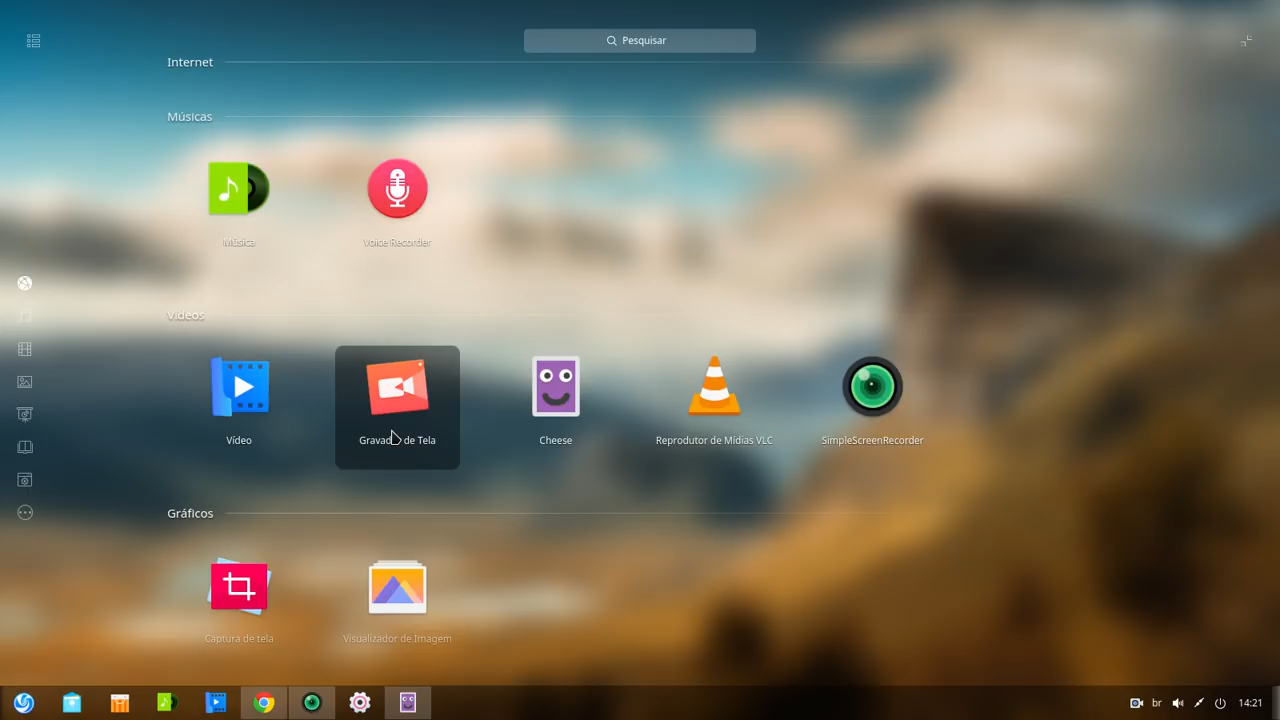 Pesquisar
Internet
Músicas
Música
Voice Recorder
Vídeos
Vídeo
Gravador de Tela
Cheese
Reprodutor de Mídias VLC
SimpleScreenRecorder
Gráficos
Captura de tela
Visualizador de Imagem
br
14:21